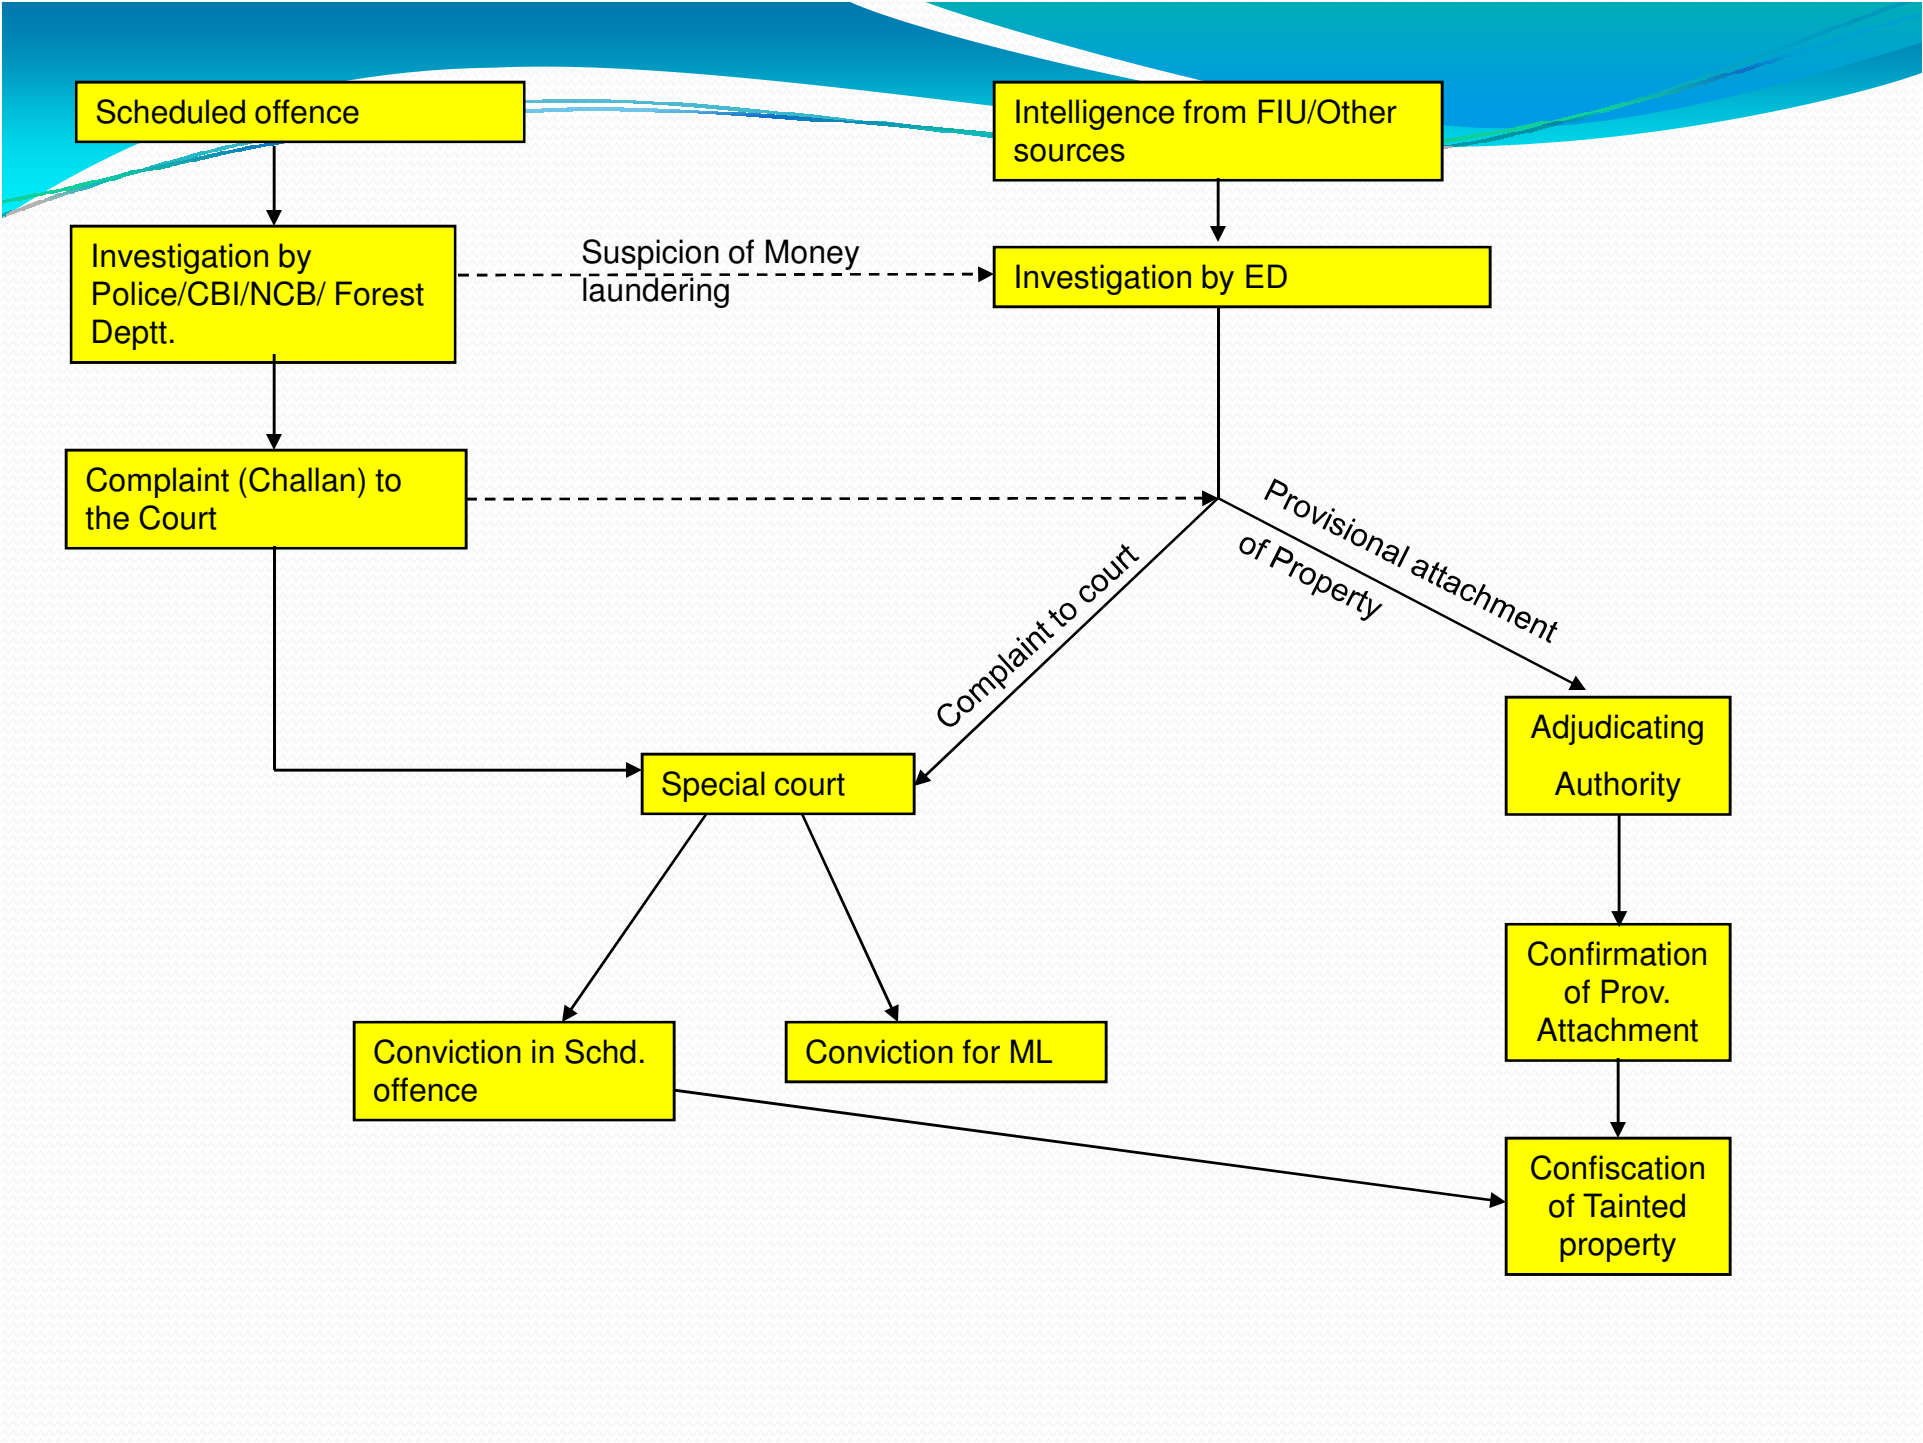 Scheduled offence
Intelligence from FIU/Other
sources
Investigation by
Police/CBI/NCB/ Forest
Deptt.
Suspicion of Money
laundering
Investigation by ED
Complaint (Challan) to
the Court
Provisional attachment
of Property
Complaint to court
Adjudicating
Authority
Special court
Confirmation
of Prov.
Attachment
Conviction in Schd.
offence
Conviction for ML
Confiscation
of Tainted
property